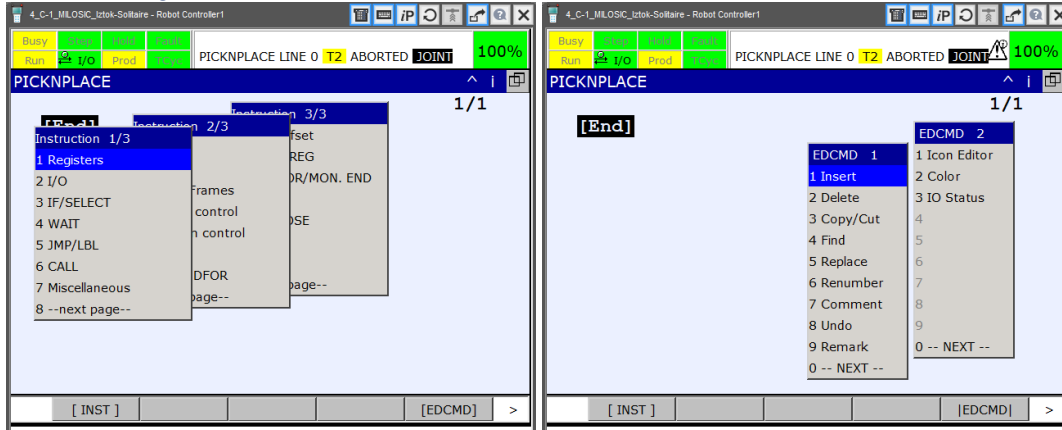 4_C-1_MILOSIC_Iztok-Solitaire - Robot Controller1
Busy Step Hold Fault
Run I/O Prod TCyc
PICKNPLACE LINE 0 T2 ABORTED JOINT
100%
PICKNPLACE
1/1
[End]
Instruction 1/3
1 Registers
2 I/O
3 IF/SELECT
4 WAIT
5 JMP/LBL
6 CALL
7 Miscellaneous
8 --next page--
Instruction 2/3
Frames
control
control
DFOR
page--
Instruction 3/3
REG
OR/MON. END
page--
[ INST ] [EDCMD] >
4_C-1_MILOSIC_Iztok-Solitaire - Robot Controller1
Busy Step Hold Fault
Run I/O Prod TCyc
PICKNPLACE LINE 0 T2 ABORTED JOINT
100%
PICKNPLACE
1/1
[End]
EDCMD 1
1 Insert
2 Delete
3 Copy/Cut
4 Find
5 Replace
6 Renumber
7 Comment
8 Undo
9 Remark
0 -- NEXT --
EDCMD 2
1 Icon Editor
2 Color
3 IO Status
4
5
6
7
8
9
0 -- NEXT --
[ INST ] |EDCMD| >